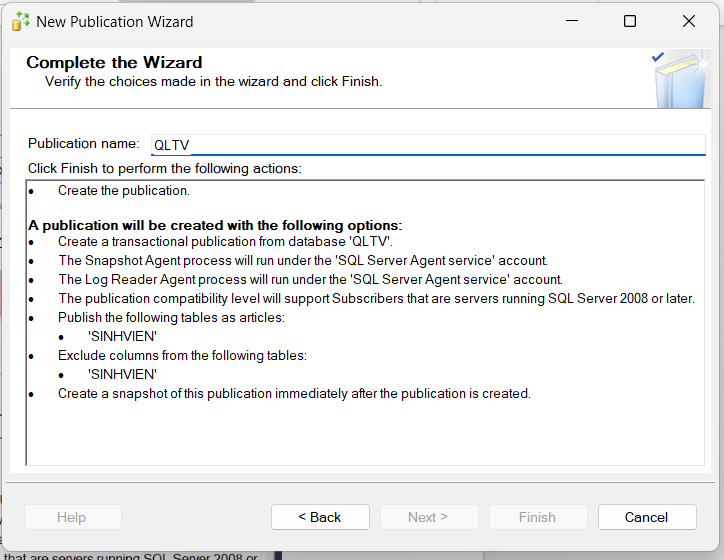 New Publication Wizard
Complete the Wizard
Verify the choices made in the wizard and click Finish.
Publication name: QLTV
Click Finish to perform the following actions:
• Create the publication.
A publication will be created with the following options:
• Create a transactional publication from database 'QLTV'.
• The Snapshot Agent process will run under the 'SQL Server Agent service' account.
• The Log Reader Agent process will run under the 'SQL Server Agent service' account.
• The publication compatibility level will support Subscribers that are servers running SQL Server 2008 or later.
• Publish the following tables as articles:
• 'SINHVIEN'
• Exclude columns from the following tables:
• 'SINHVIEN'
• Create a snapshot of this publication immediately after the publication is created.
Help < Back Next > Finish Cancel
that are servers running SQL Server 2008 or